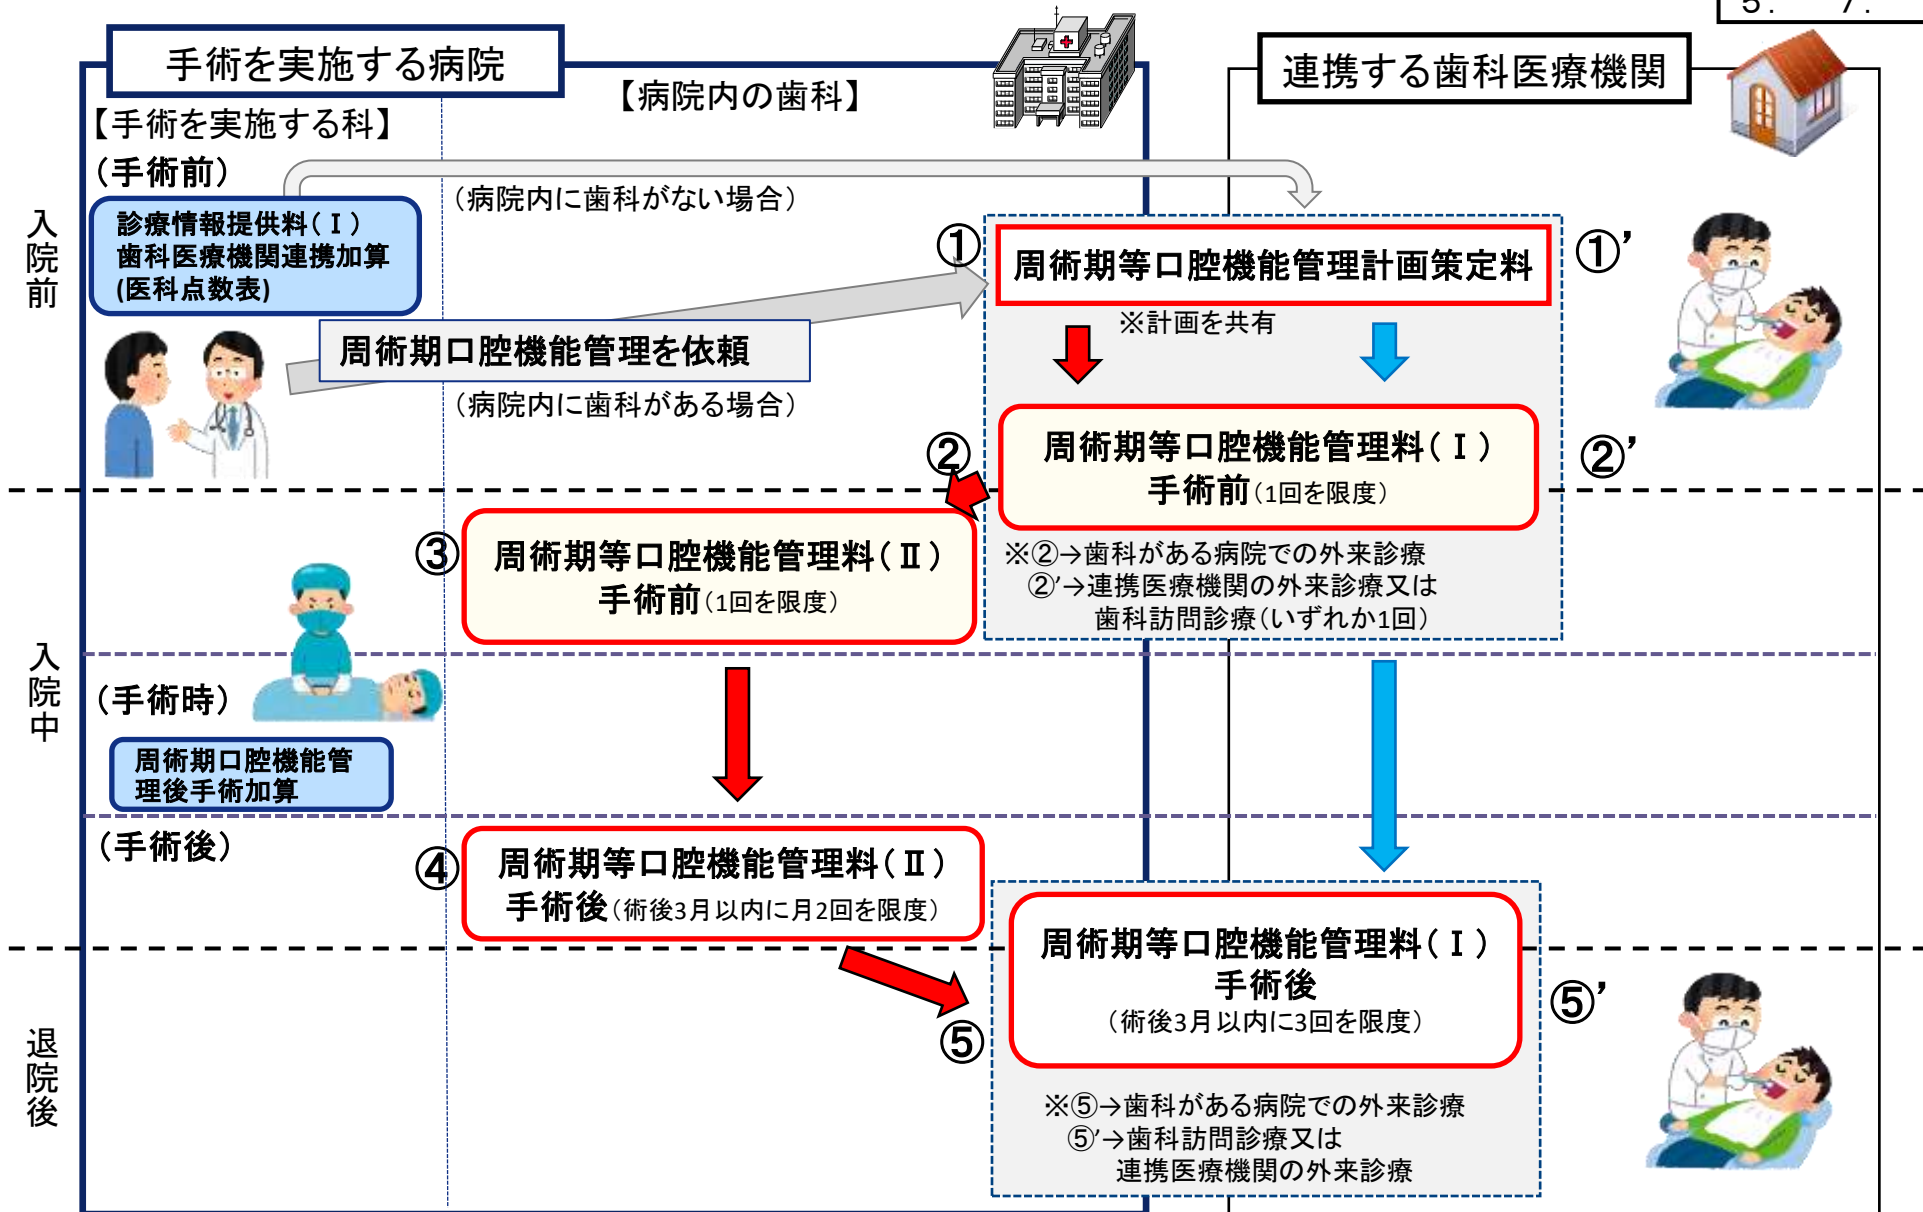 5. 7.
手術を実施する病院
連携する歯科医療機関
【病院内の歯科】
【手術を実施する科】
(手術前)
(病院内に歯科がない場合)
入院前
診療情報提供料(Ⅰ)
歯科医療機関連携加算
(医科点数表)
①
周術期等口腔機能管理計画策定料
①’
※計画を共有
周術期口腔機能管理を依頼
(病院内に歯科がある場合)
②
周術期等口腔機能管理料(Ⅰ)
手術前(1回を限度)
②’
③
周術期等口腔機能管理料(Ⅱ)
手術前(1回を限度)
※②→歯科がある病院での外来診療
②’→連携医療機関の外来診療又は
歯科訪問診療(いずれか1回)
入院中
(手術時)
周術期口腔機能管
理後手術加算
(手術後)
④
周術期等口腔機能管理料(Ⅱ)
手術後(術後3月以内に月2回を限度)
周術期等口腔機能管理料(Ⅰ)
手術後
(術後3月以内に3回を限度)
⑤
⑤’
退院後
※⑤→歯科がある病院での外来診療
⑤’→歯科訪問診療又は
連携医療機関の外来診療